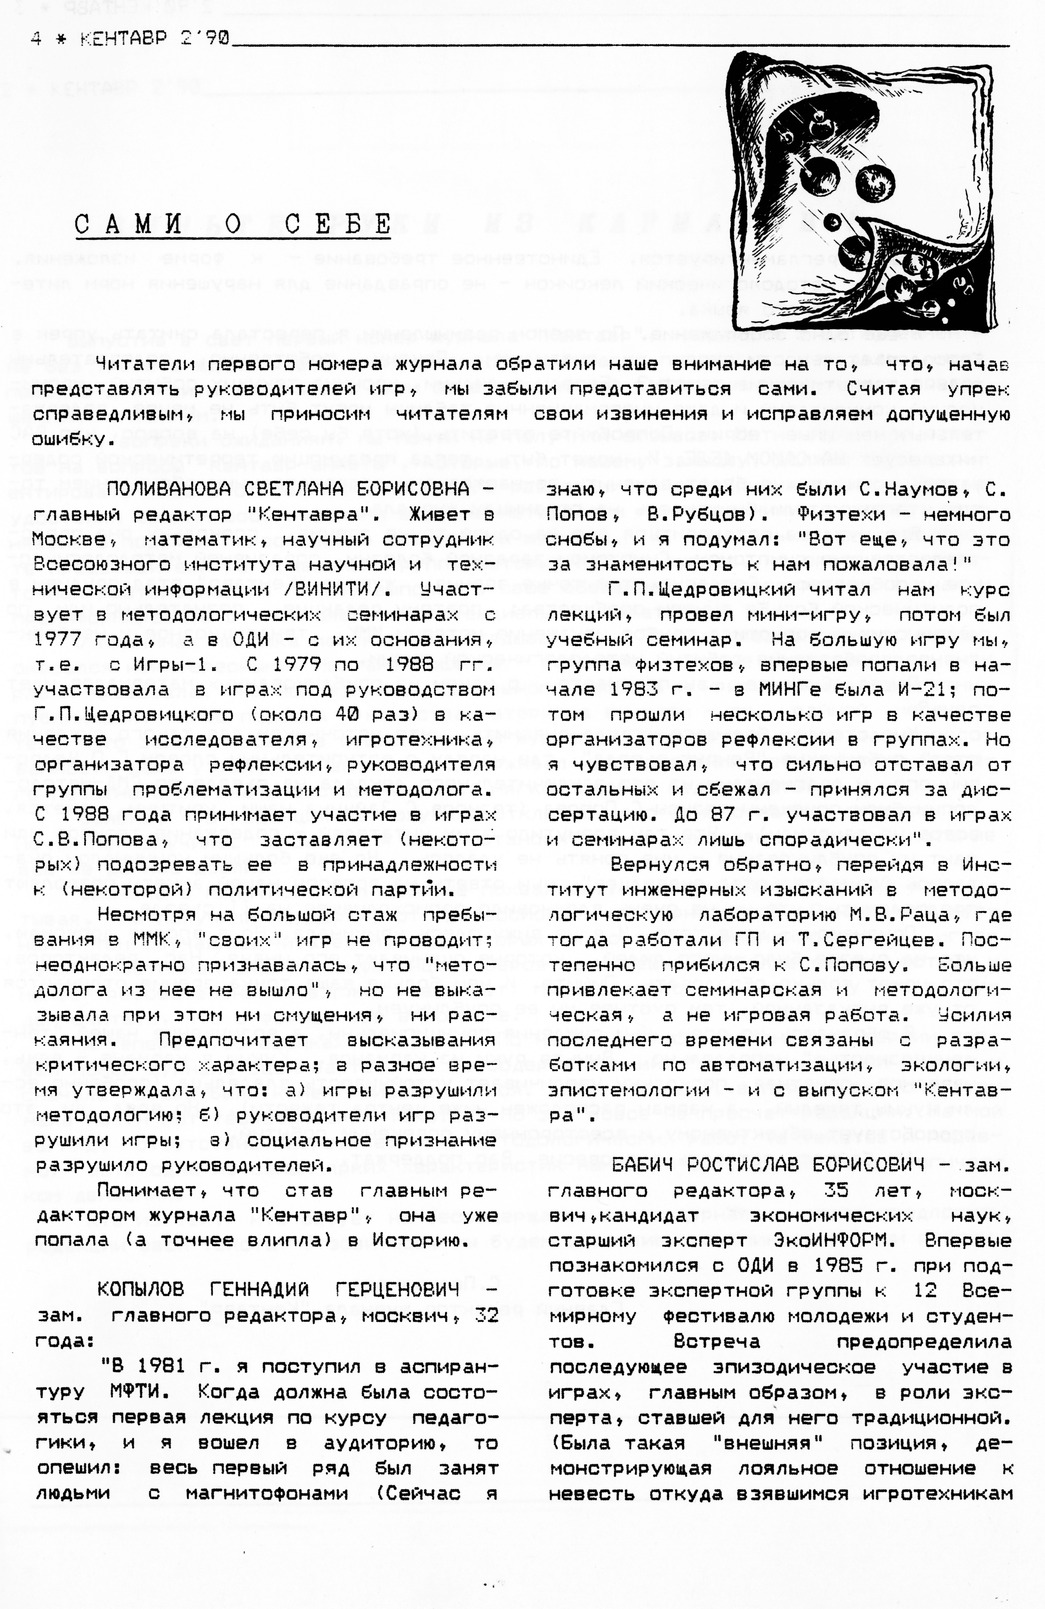 4 * КЕНТАВР 2'90
САМИ О СЕБЕ
Читатели первого номера журнала обратили наше внимание на то, что, начав
представлять руководителей игр, мы забыли представиться сами. Считая упрек
справедливым, мы приносим читателям свои извинения и исправляем допущенную
ошибку.
ПОЛИВАНОВА СВЕТЛАНА БОРИСОВНА -
главный редактор "Кентавра". Живет в
Москве, математик, научный сотрудник
Всесоюзного института научной и тех-
нической информации /ВИНИТИ/. Участ-
вует в методологических семинарах с
1977 года, а в ОДИ - с их основания,
т.е. с Игры-1. С 1979 по 1988 гг.
участвовала в играх под руководством
Г.П.Щедровицкого (около 40 раз) в ка-
честве исследователя, игротехника,
организатора рефлексии, руководителя
группы проблематизации и методолога.
С 1988 года принимает участие в играх
С.В.Попова, что заставляет (некото-
рых) подозревать ее в принадлежности
к (некоторой) политической партии.
Несмотря на большой стаж пребы-
вания в ММК, "своих" игр не проводит;
неоднократно признавалась, что "мето-
долога из нее не вышло", но не выка-
зывала при этом ни смущения, ни рас-
каяния. Предпочитает высказывания
критического характера; в разное вре-
мя утверждала, что: а) игры разрушили
методологию; б) руководители игр раз-
рушили игры; в) социальное признание
разрушило руководителей.
Понимает, что став главным ре-
дактором журнала "Кентавр", она уже
попала (а точнее влипла) в Историю.
КОПЫЛОВ ГЕННАДИЙ ГЕРЦЕНОВИЧ -
зам. главного редактора, москвич, 32
года:
"В 1981 г. я поступил в аспиран-
туру МФТИ. Когда должна была состо-
яться первая лекция по курсу педаго-
гики, и я вошел в аудиторию, то
опешил: весь первый ряд был занят
людьми с магнитофонами (Сейчас я
знаю, что среди них были С.Наумов, С.
Попов, В.Рубцов). Физтехи - немного
снобы, и я подумал: "Вот еще, что это
за знаменитость к нам пожаловала!"
Г.П.Щедровицкий читал нам курс
лекций, провел мини-игру, потом был
учебный семинар. На большую игру мы,
группа физтехов, впервые попали в на-
чале 1983 г. - в МИНГе была И-21; по-
том прошли несколько игр в качестве
организаторов рефлексии в группах. Но
я чувствовал, что сильно отставал от
остальных и сбежал - принялся за дис-
сертацию. До 87 г. участвовал в играх
и семинарах лишь спорадически".
Вернулся обратно, перейдя в Инс-
титут инженерных изысканий в методо-
логическую лабораторию М.В.Раца, где
тогда работали ГП и Т.Сергейцев. Пос-
тепенно прибился к С.Попову. Больше
привлекает семинарская и методологи-
ческая, а не игровая работа. Усилия
последнего времени связаны с разра-
ботками по автоматизации, экологии,
эпистемологии - и с выпуском "Кентав-
ра".
БАБИЧ РОСТИСЛАВ БОРИСОВИЧ - зам.
главного редактора, 35 лет, моск-
вич,кандидат экономических наук,
старший эксперт ЭкоИНФОРМ. Впервые
познакомился с ОДИ в 1985 г. при под-
готовке экспертной группы к 12 Все-
мирному фестивалю молодежи и студен-
тов. Встреча предопределила
последующее эпизодическое участие в
играх, главным образом, в роли экс-
перта, ставшей для него традиционной.
(Была такая "внешняя" позиция, де-
монстрирующая лояльное отношение к
невесть откуда взявшимся игротехникам